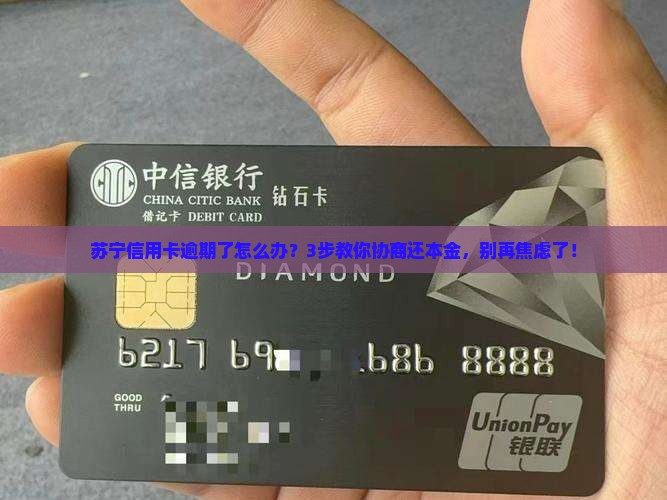 CITIC
中信银行
CHINA CITIC BANK
钻石卡
借记卡 DEBIT CARD
苏宁信用卡逾期了怎么办？3步教你协商还本金，别再焦虑了！
DIAMOND
6217 69 686 8888
GOOD
THRU
UnionPay
银联